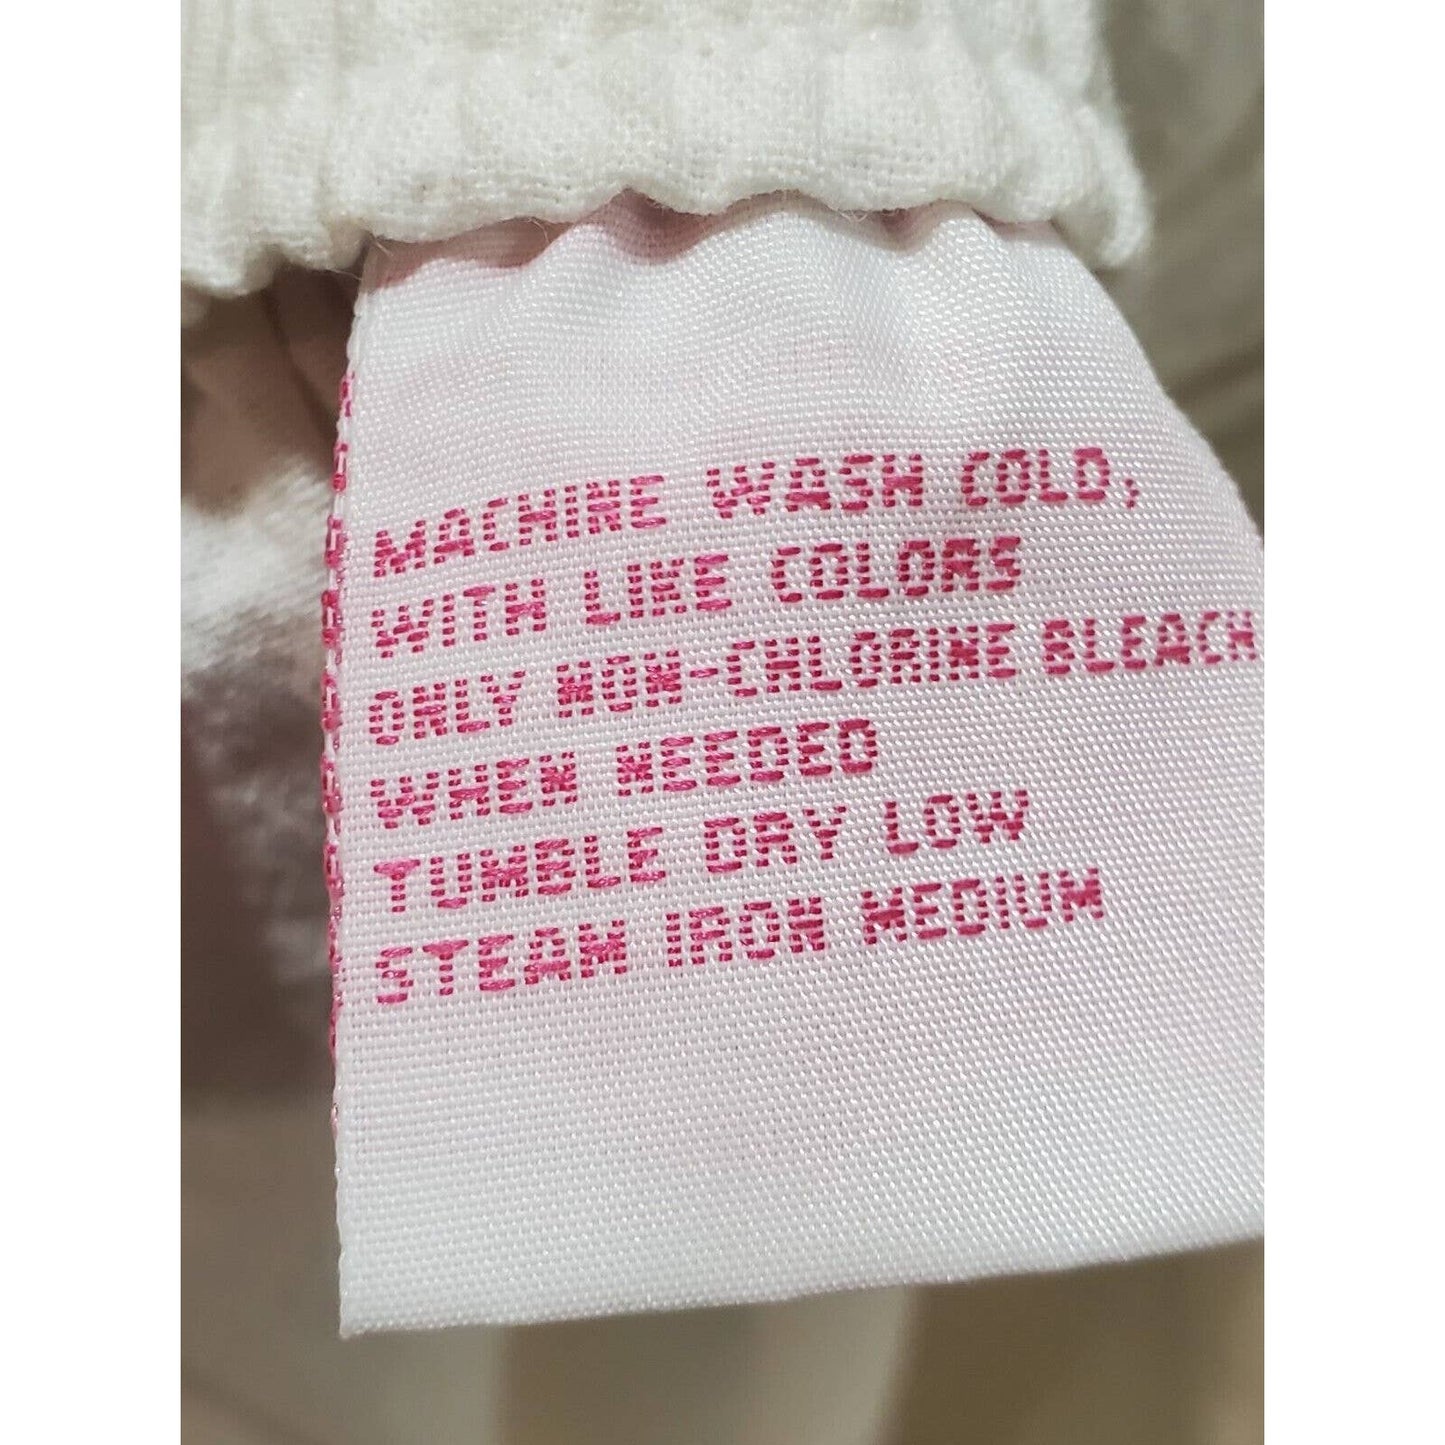 MACHINE WASH COLD,
WITH LIKE COLORS
ONLY NON-CHLORINE BLEACH
WHEN NEEDED
TUMBLE DRY LOW
STEAM IRON MEDIUM